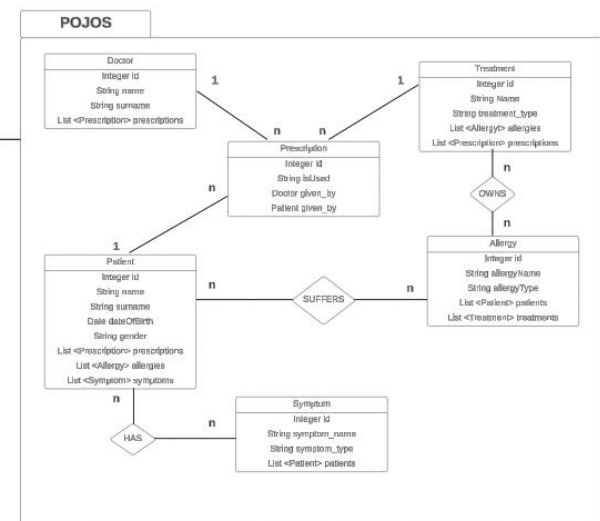 POJOS
Doctor
Integer id
String name
String surname
List <Prescription> prescriptions
1
n
Treatment
Integer id
String Name
String treatment_type
List <Allergyt> allergies
List <Prescription> prescriptions
1
n
Prescription
Integer id
String isUsed
Doctor given_by
Patient given_by
n
1
n
OWNS
n
Patient
Integer id
String name
String surname
Date dateOfBirth
String gender
List <Prescription> prescriptions
List <Allergy> allergies
List <Symptom> symptoms
n
SUFFERS
n
Allergy
Integer id
String allergyName
String allergyType
List <Patient> patients
List <Treatment> treatments
n
HAS
n
Symptom
Integer id
String symptom_name
String symptom_type
List <Patient> patients